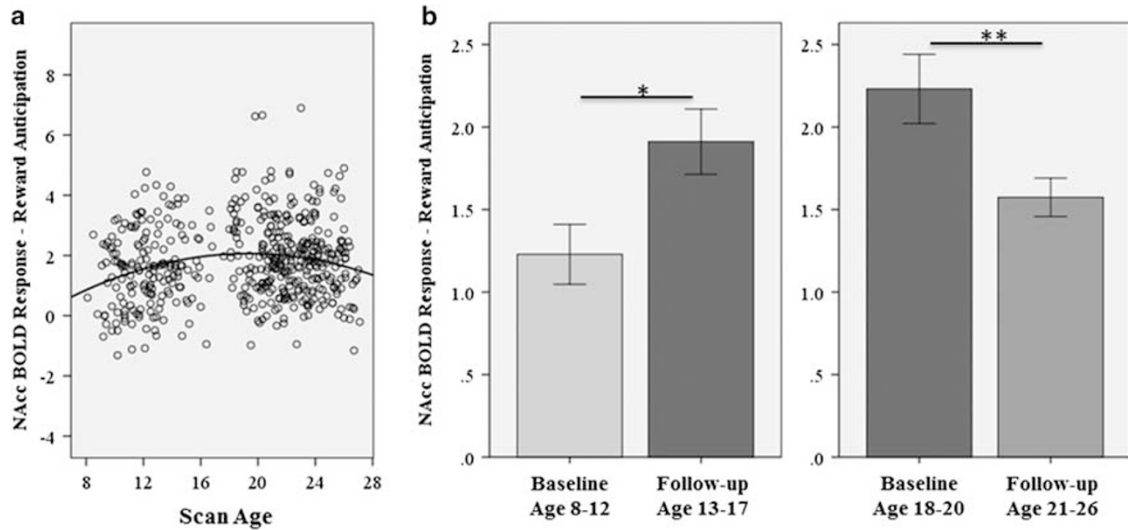 a
NAcc BOLD Response - Reward Anticipation
8
6
4
2
0
-2
-4
8 12 16 20 24 28
Scan Age
b
NAcc BOLD Response - Reward Anticipation
2.5
2.0
1.5
1.0
.5
.0
*
Baseline Follow-up
Age 8-12 Age 13-17
2.5
2.0
1.5
1.0
.5
.0
**
Baseline Follow-up
Age 18-20 Age 21-26